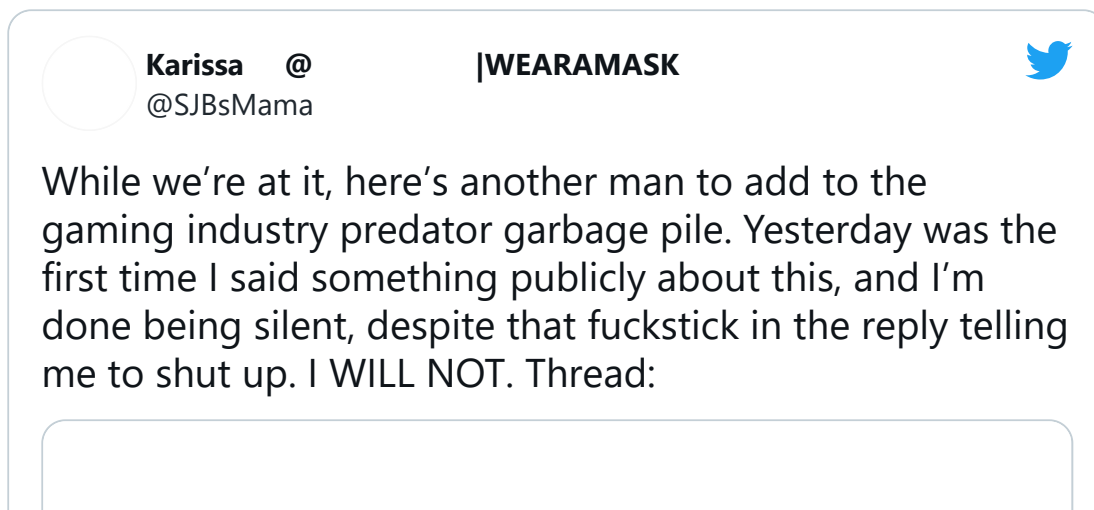 Karissa @ |WEARAMASK
@SJBsMama
While we’re at it, here’s another man to add to the
gaming industry predator garbage pile. Yesterday was the
first time I said something publicly about this, and I’m
done being silent, despite that fuckstick in the reply telling
me to shut up. I WILL NOT. Thread: